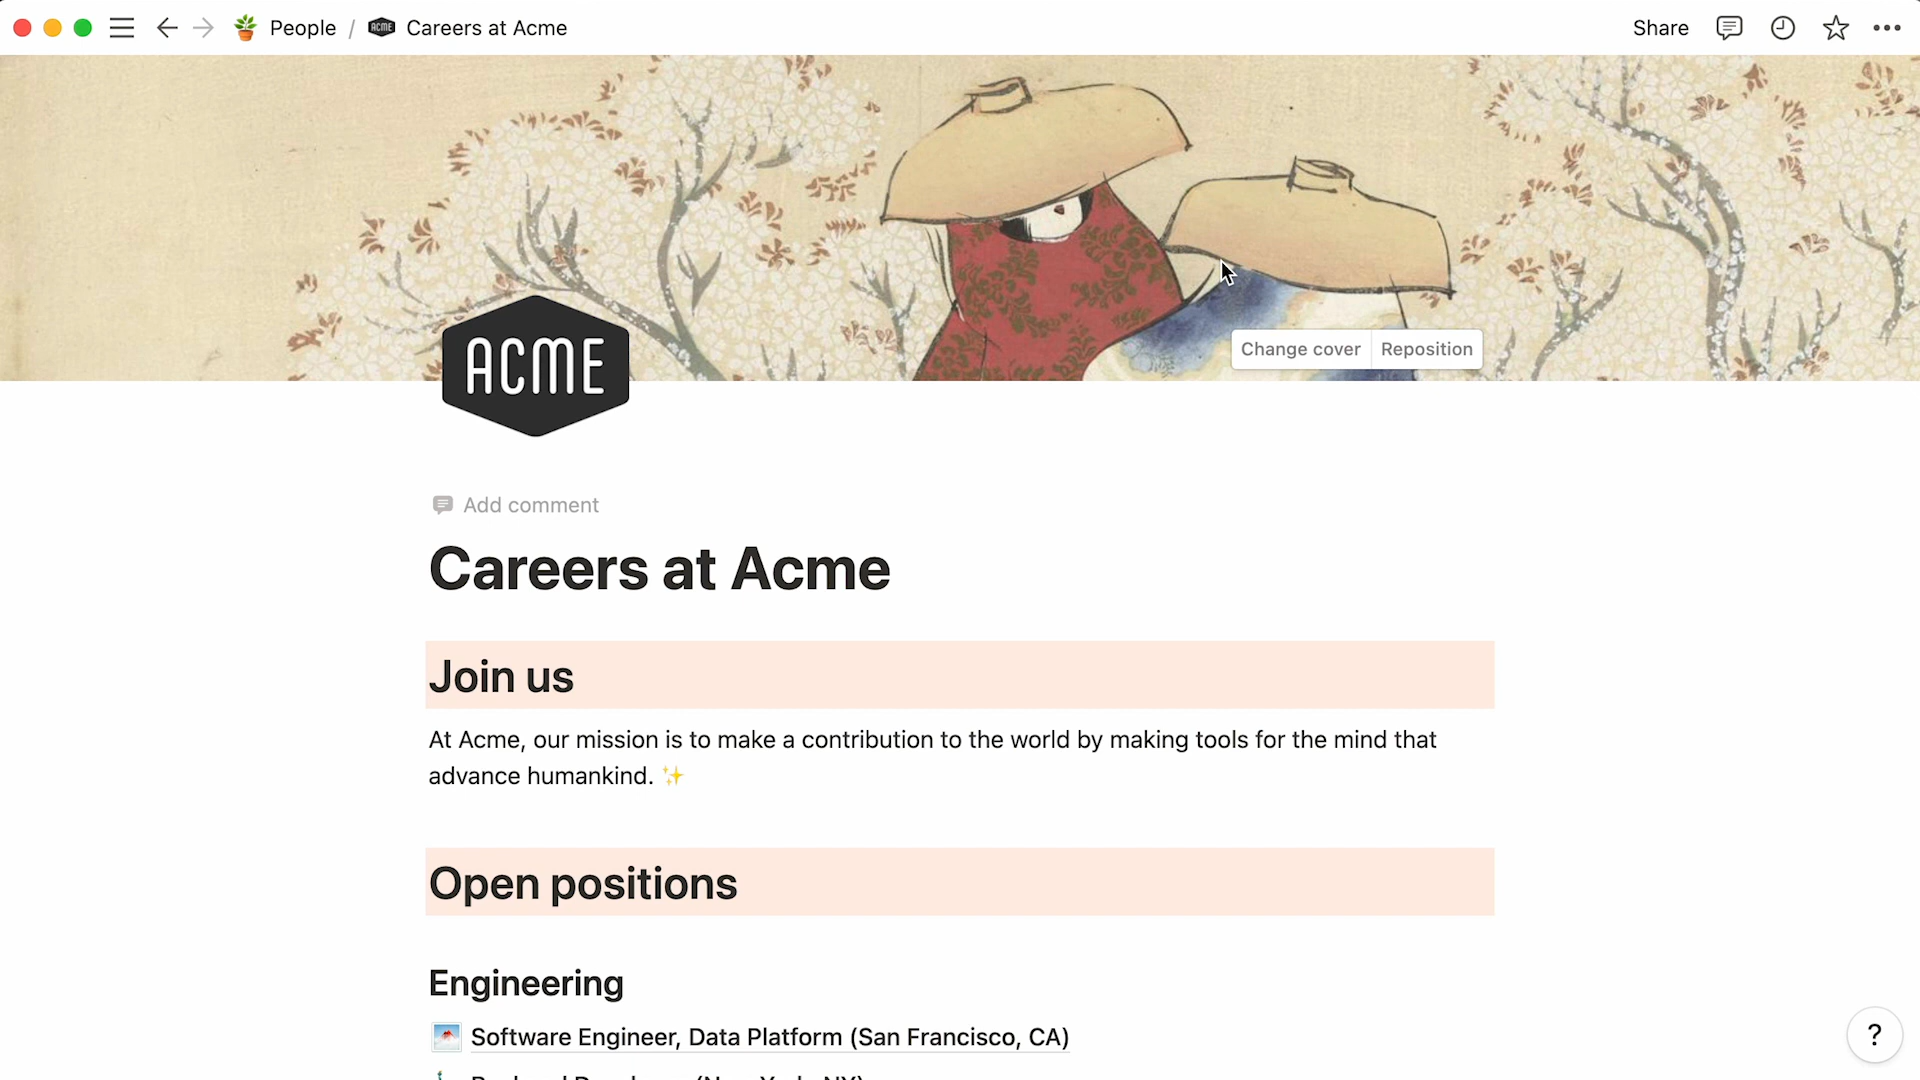 People / ACME Careers at Acme
Share
Change cover Reposition
ACME
Add comment
Careers at Acme
Join us
At Acme, our mission is to make a contribution to the world by making tools for the mind that
advance humankind. ✨
Open positions
Engineering
Software Engineer, Data Platform (San Francisco, CA)
?